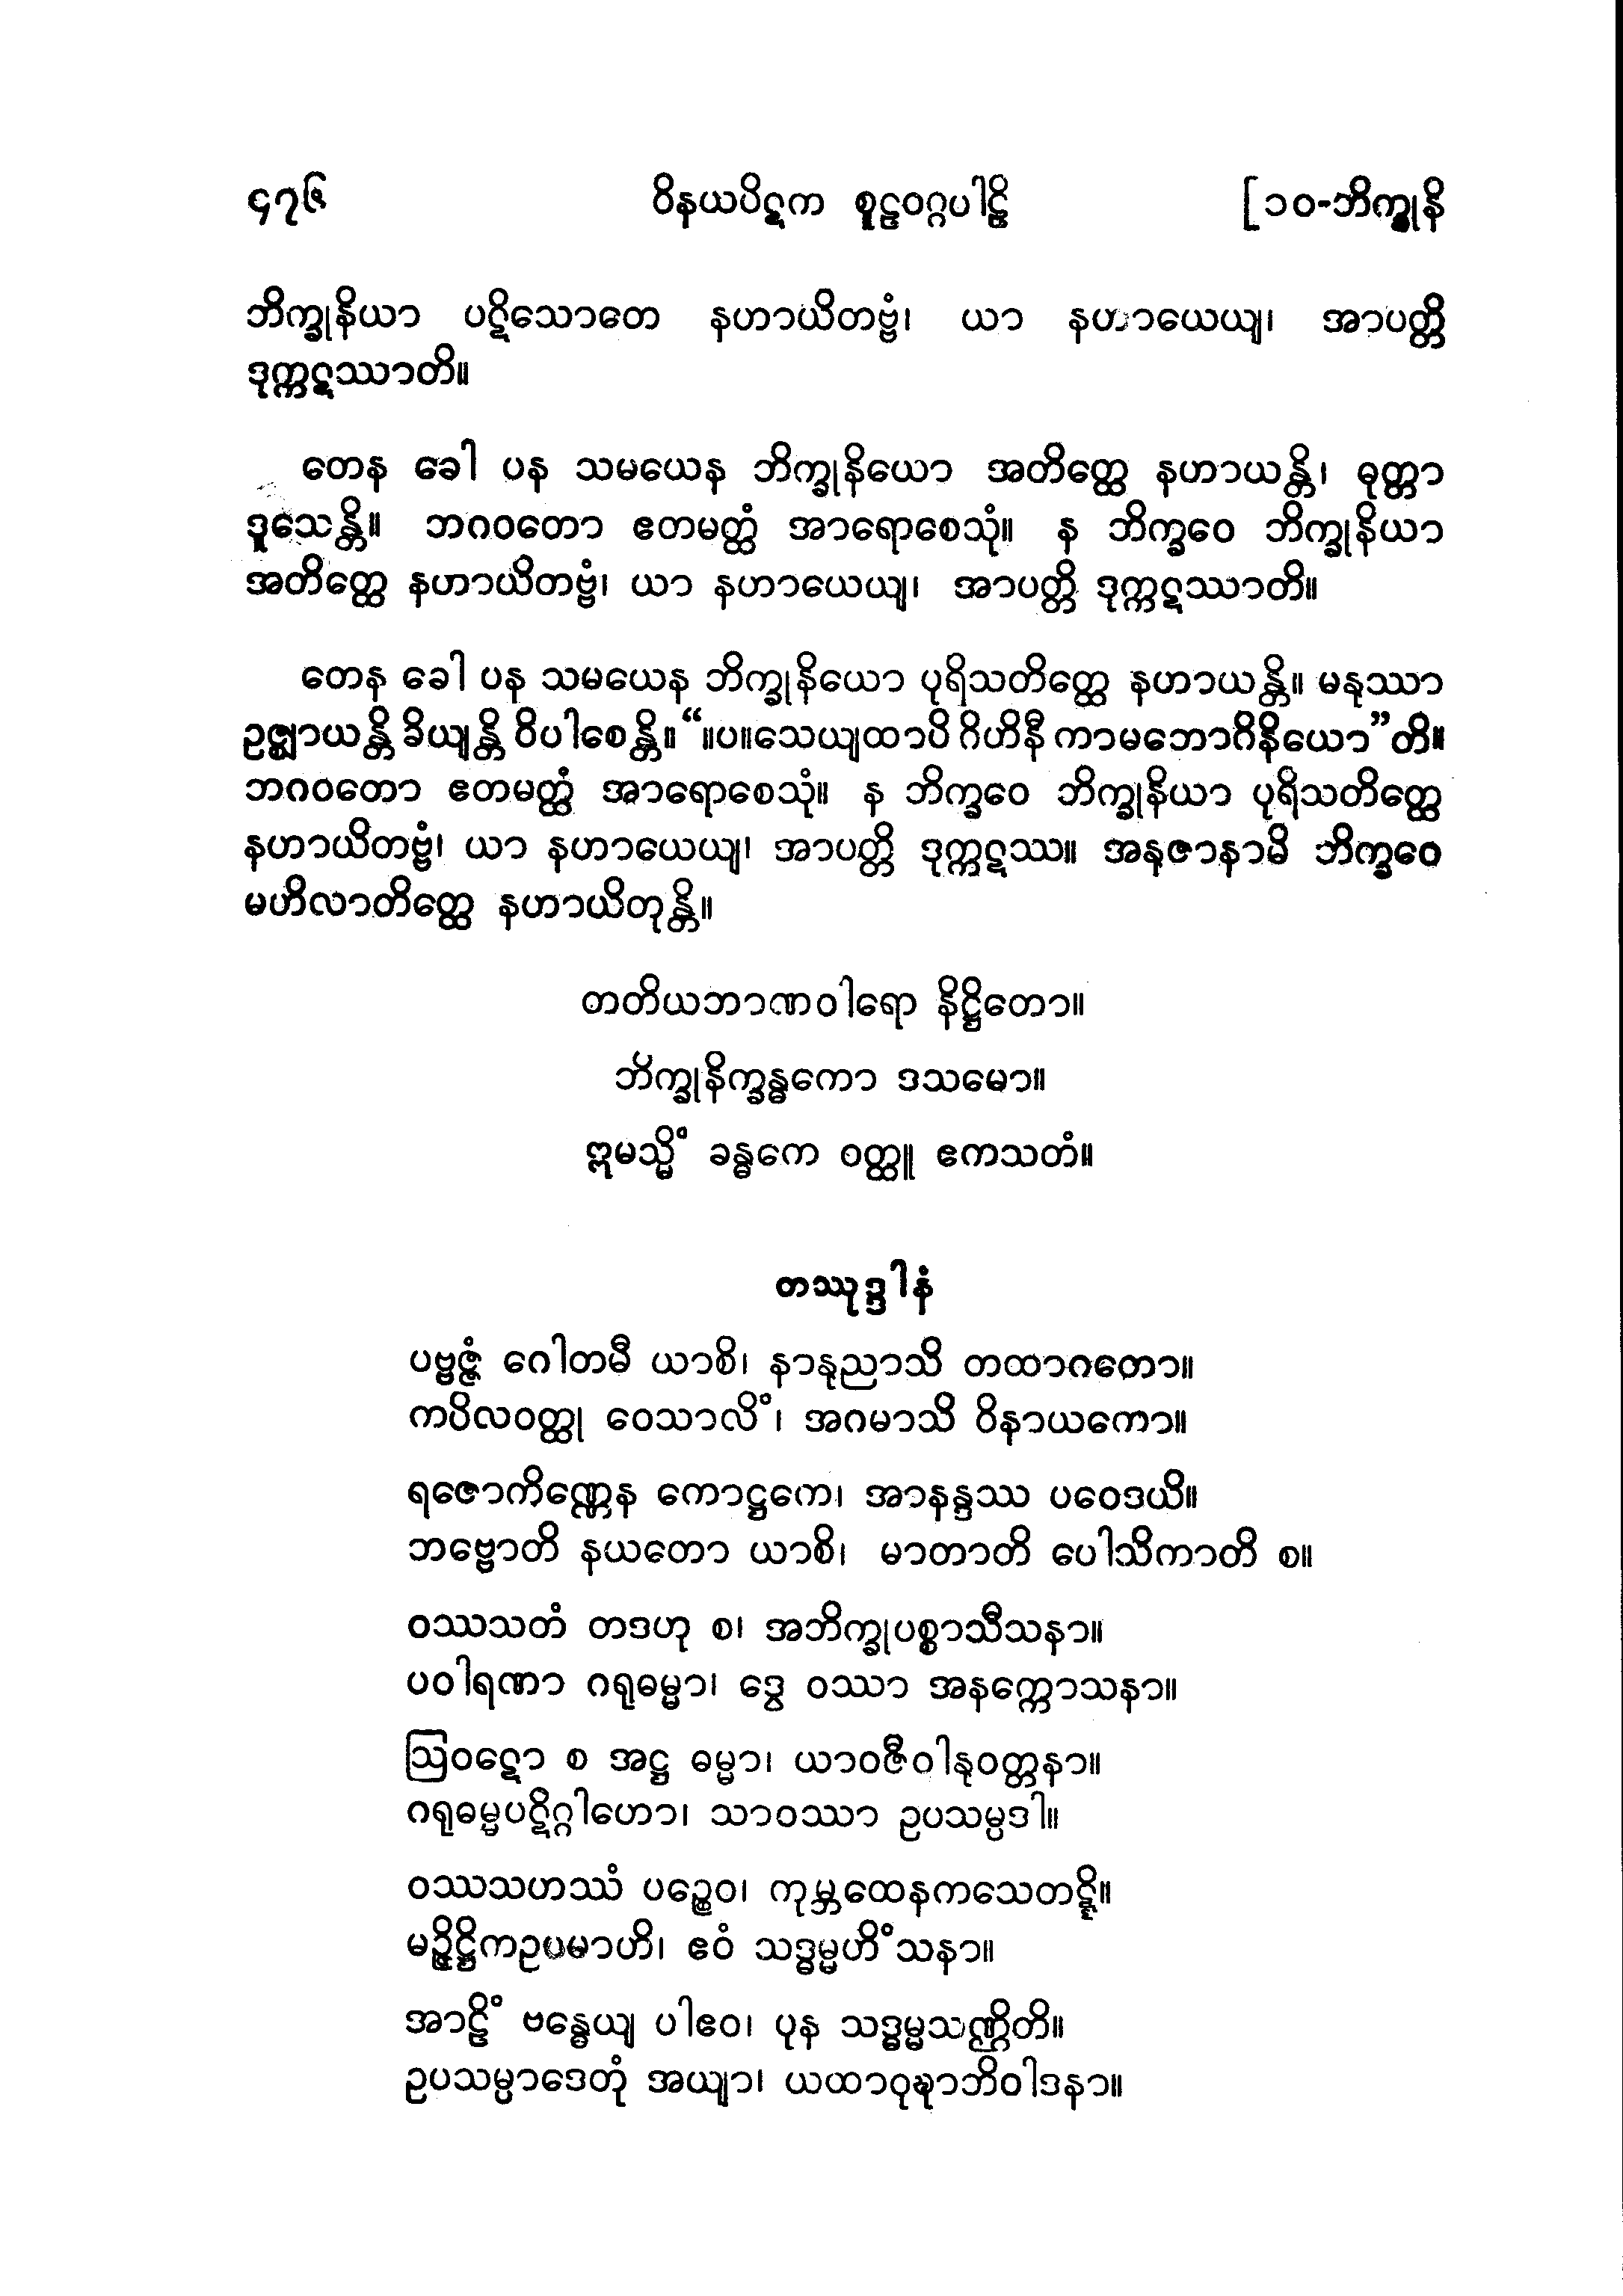 ၄၇၆ ဝိနယပိဋက စူဠဝဂ္ဂပါဠိ [၁၀-ဘိက္ခုနိ
ဘိက္ခုနိယာ ပဋိသောတေ နဟာယိတဗ္ဗံ၊ ယာ နဟာယေယျ၊ အာပတ္တိ
ဒုက္ကဋဿာတိ။
တေန ခေါ ပန သမယေန ဘိက္ခုနိယော အတိတ္ထေ နဟာယန္တိ၊ ဓုတ္တာ
ဒူသေန္တိ။ ဘဂဝတော ဧတမတ္ထံ အာရောစေသုံ။ န ဘိက္ခဝေ ဘိက္ခုနိယာ
အတိတ္ထေ နဟာယိတဗ္ဗံ၊ ယာ နဟာယေယျ၊ အာပတ္တိ ဒုက္ကဋဿာတိ။
တေန ခေါ ပန သမယေန ဘိက္ခုနိယော ပုရိသတိတ္ထေ နဟာယန္တိ။ မနုဿာ
ဥဇ္ဈာယန္တိ ခိယျန္တိ ဝိပါစေန္တိ။“။ပ။သေယျထာပိ ဂိဟိနီ ကာမဘောဂိနိယော”တိ။
ဘဂဝတော ဧတမတ္ထံ အာရောစေသုံ။ န ဘိက္ခဝေ ဘိက္ခုနိယာ ပုရိသတိတ္ထေ
နဟာယိတဗ္ဗံ၊ ယာ နဟာယေယျ၊ အာပတ္တိ ဒုက္ကဋဿ။ အနုဇာနာမိ ဘိက္ခဝေ
မဟိလာတိတ္ထေ နဟာယိတုန္တိ။
တတိယဘာဏဝါရော နိဋ္ဌိတော။
ဘိက္ခုနိက္ခန္ဓကော ဒသမော။
ဣမသ္မိံ ခန္ဓကေ ဝတ္ထူ ဧကသတံ။
တဿုဒ္ဒါနံ
ပဗ္ဗဇ္ဇံ ဂေါတမီ ယာစိ၊ နာနုညာသိ တထာဂတော။
ကပိလဝတ္ထု ဝေသာလိံ၊ အဂမာသိ ဝိနာယကော။
ရဇောကိဏ္ဏေန ကောဋ္ဌကေ၊ အာနန္ဒဿ ပဝေဒယိ။
ဘဗ္ဗောတိ နယတော ယာစိ၊ မာတာတိ ပေါသိကာတိ စ။
ဝဿသတံ တဒဟု စ၊ အဘိက္ခုပစ္စာသီသနာ။
ပဝါရဏာ ဂရုဓမ္မာ၊ ဒွေ ဝဿာ အနက္ကောသနာ။
ဩဝဋော စ အဋ္ဌ ဓမ္မာ၊ ယာဝဇီဝါနုဝတ္တနာ။
ဂရုဓမ္မပဋိဂ္ဂါဟော၊ သာဝဿာ ဥပသမ္ပဒါ။
ဝဿသဟဿံ ပဉ္စေဝ၊ ကုမ္ဘထေနကသေတဋ္ဋိ။
မဉ္ဇိဋ္ဌိကဥပမာဟိ၊ ဧဝံ သဒ္ဓမ္မဟိံသနာ။
အာဠိံ ဗန္ဓေယျ ပါဧဝ၊ ပုန သဒ္ဓမ္မသဏ္ဌိတိ။
ဥပသမ္ပာဒေတုံ အယျာ၊ ယထာဝုဍ္ဎာဘိဝါဒနာ။